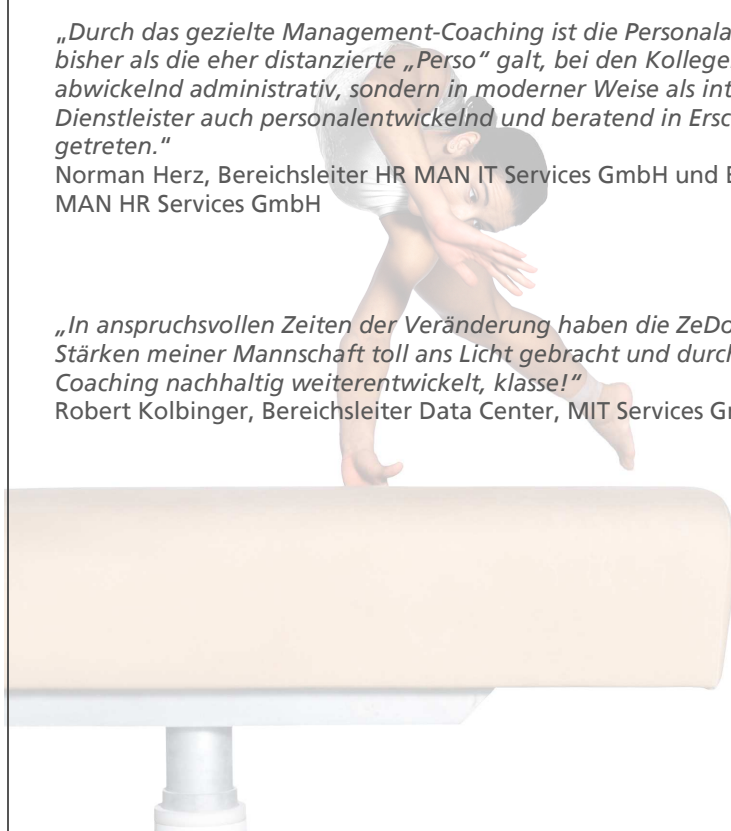 „Durch das gezielte Management-Coaching ist die Personala
bisher als die eher distanzierte „Perso“ galt, bei den Kollege
abwickelnd administrativ, sondern in moderner Weise als int
Dienstleister auch personalentwickelnd und beratend in Ersc
getreten.“
Norman Herz, Bereichsleiter HR MAN IT Services GmbH und
MAN HR Services GmbH
„In anspruchsvollen Zeiten der Veränderung haben die ZeDo
Stärken meiner Mannschaft toll ans Licht gebracht und durch
Coaching nachhaltig weiterentwickelt, klasse!“
Robert Kolbinger, Bereichsleiter Data Center, MIT Services G